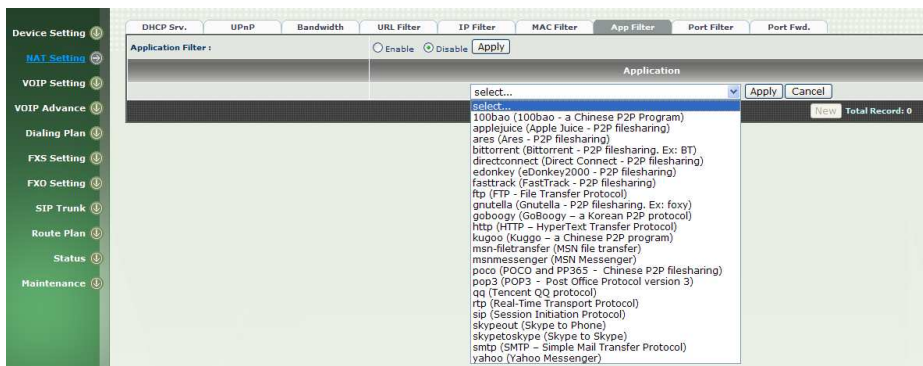 DHCP Srv. UPnP Bandwidth URL Filter IP Filter MAC Filter App Filter Port Filter Port Fwd.
Device Setting
NAT Setting
VOIP Setting
VOIP Advance
Dialing Plan
FXS Setting
FXO Setting
SIP Trunk
Route Plan
Status
Maintenance
Application Filter : Enable Disable Apply
Application
select... Apply Cancel
New Total Record: 0
select...
100bao (100bao - a Chinese P2P Program)
applejuice (Apple Juice - P2P filesharing)
ares (Ares - P2P filesharing)
bittorrent (Bittorrent - P2P filesharing. Ex: BT)
directconnect (Direct Connect - P2P filesharing)
edonkey (eDonkey2000 - P2P filesharing)
fasttrack (FastTrack - P2P filesharing)
ftp (FTP - File Transfer Protocol)
gnutella (Gnutella - P2P filesharing. Ex: foxy)
goboogy (GoBoogy – a Korean P2P protocol)
http (HTTP – HyperText Transfer Protocol)
kugoo (Kuggo – a Chinese P2P program)
msn-filetransfer (MSN file transfer)
msnmessenger (MSN Messenger)
poco (POCO and PP365 - Chinese P2P filesharing)
pop3 (POP3 - Post Office Protocol version 3)
qq (Tencent QQ protocol)
rtp (Real-Time Transport Protocol)
sip (Session Initiation Protocol)
skypeout (Skype to Phone)
skypetoskype (Skype to Skype)
smtp (SMTP – Simple Mail Transfer Protocol)
yahoo (Yahoo Messenger)